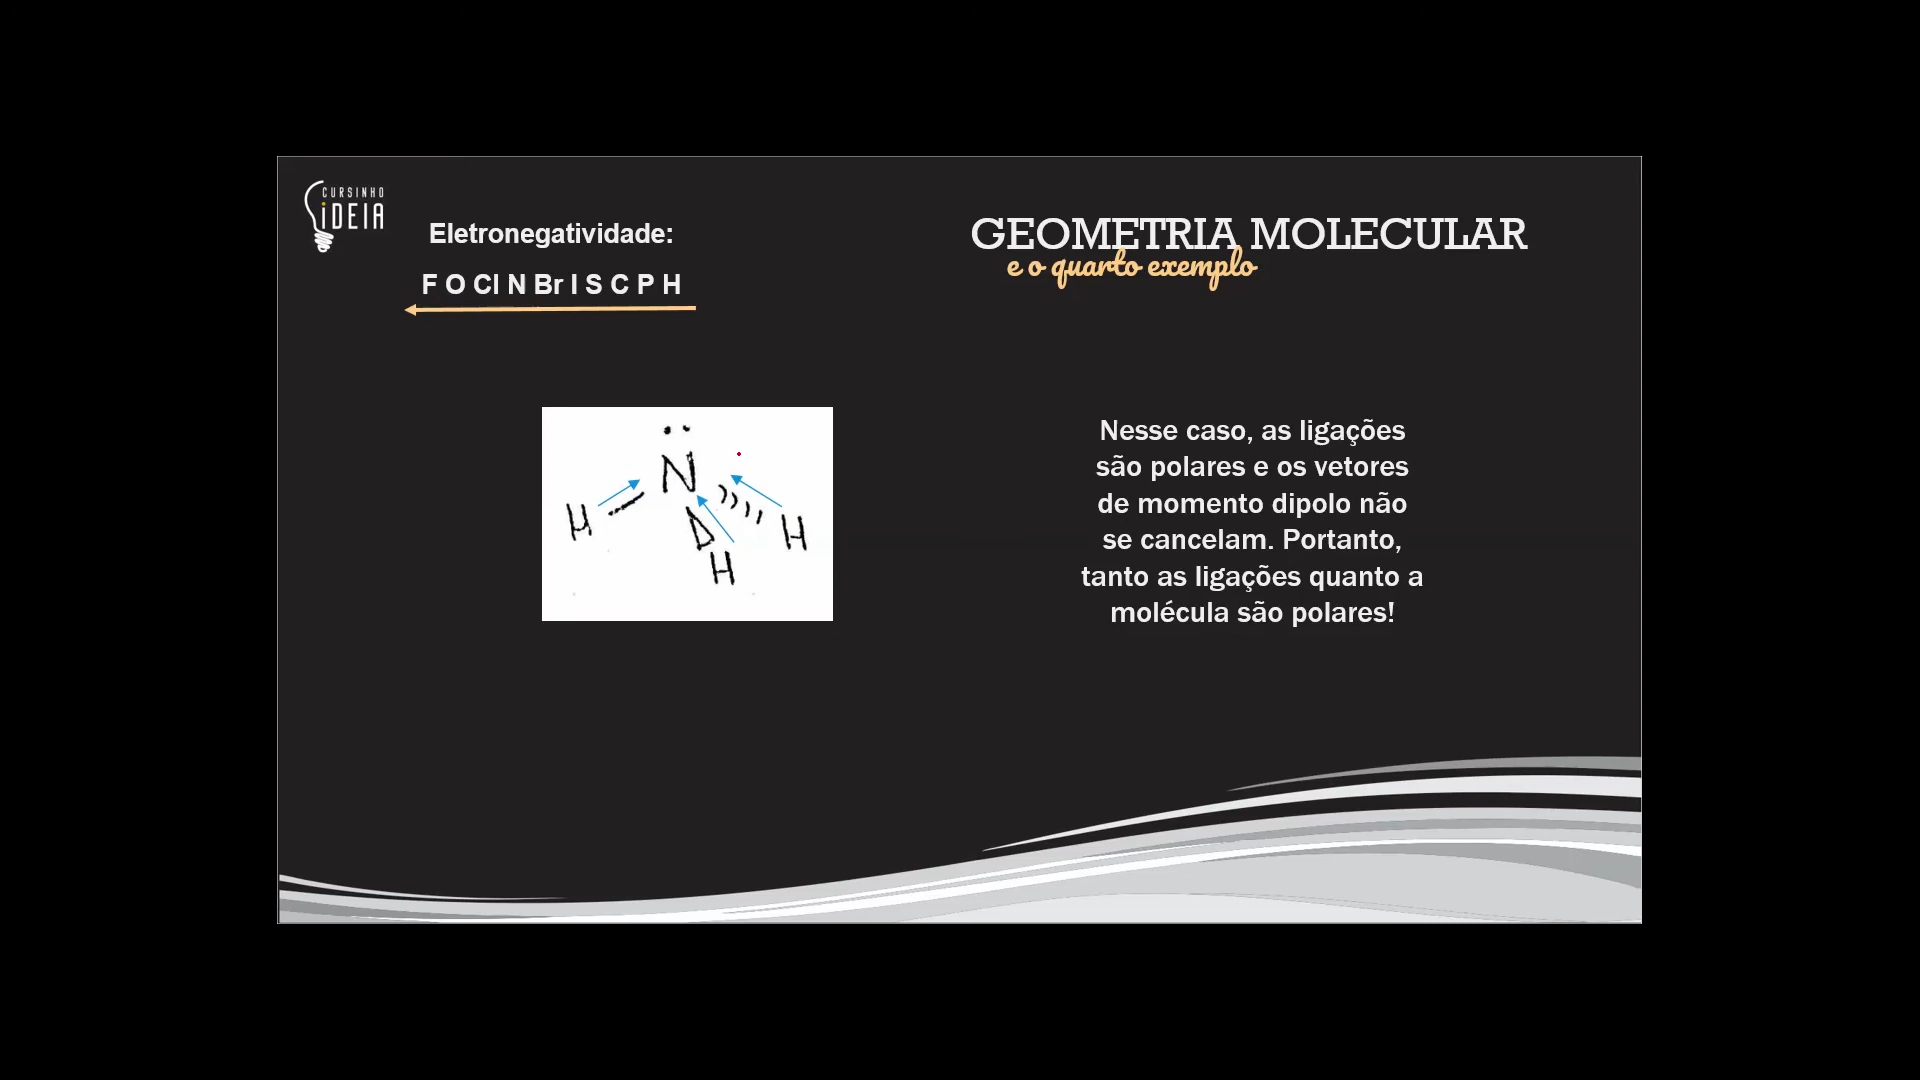 CURSINHO
iDEIA
Eletronegatividade:
F O Cl N Br I S C P H
GEOMETRIA MOLECULAR
e o quarto exemplo
N
H
H
H
Nesse caso, as ligações
são polares e os vetores
de momento dipolo não
se cancelam. Portanto,
tanto as ligações quanto a
molécula são polares!